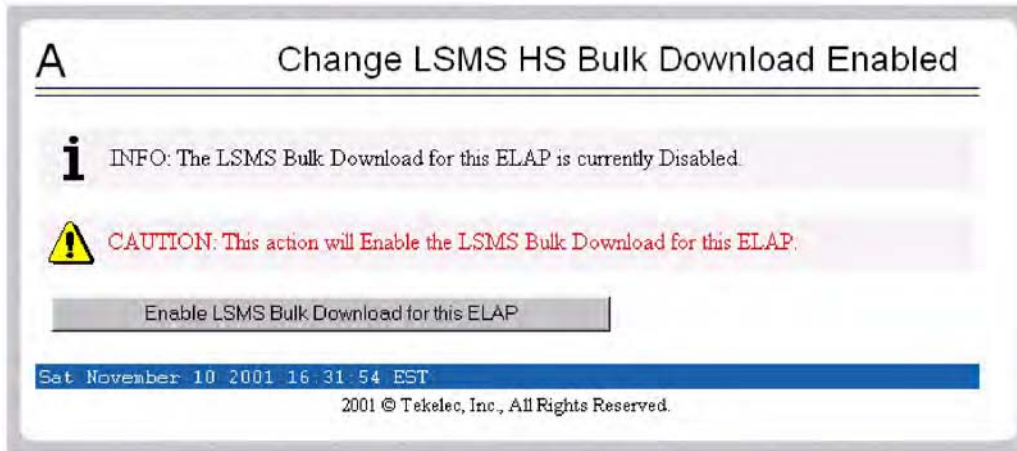 A
Change LSMS HS Bulk Download Enabled
i
INFO: The LSMS Bulk Download for this ELAP is currently Disabled.
CAUTION: This action will Enable the LSMS Bulk Download for this ELAP.
Enable LSMS Bulk Download for this ELAP
Sat November 10 2001 16:31:54 EST
2001 © Tekelec, Inc., All Rights Reserved.